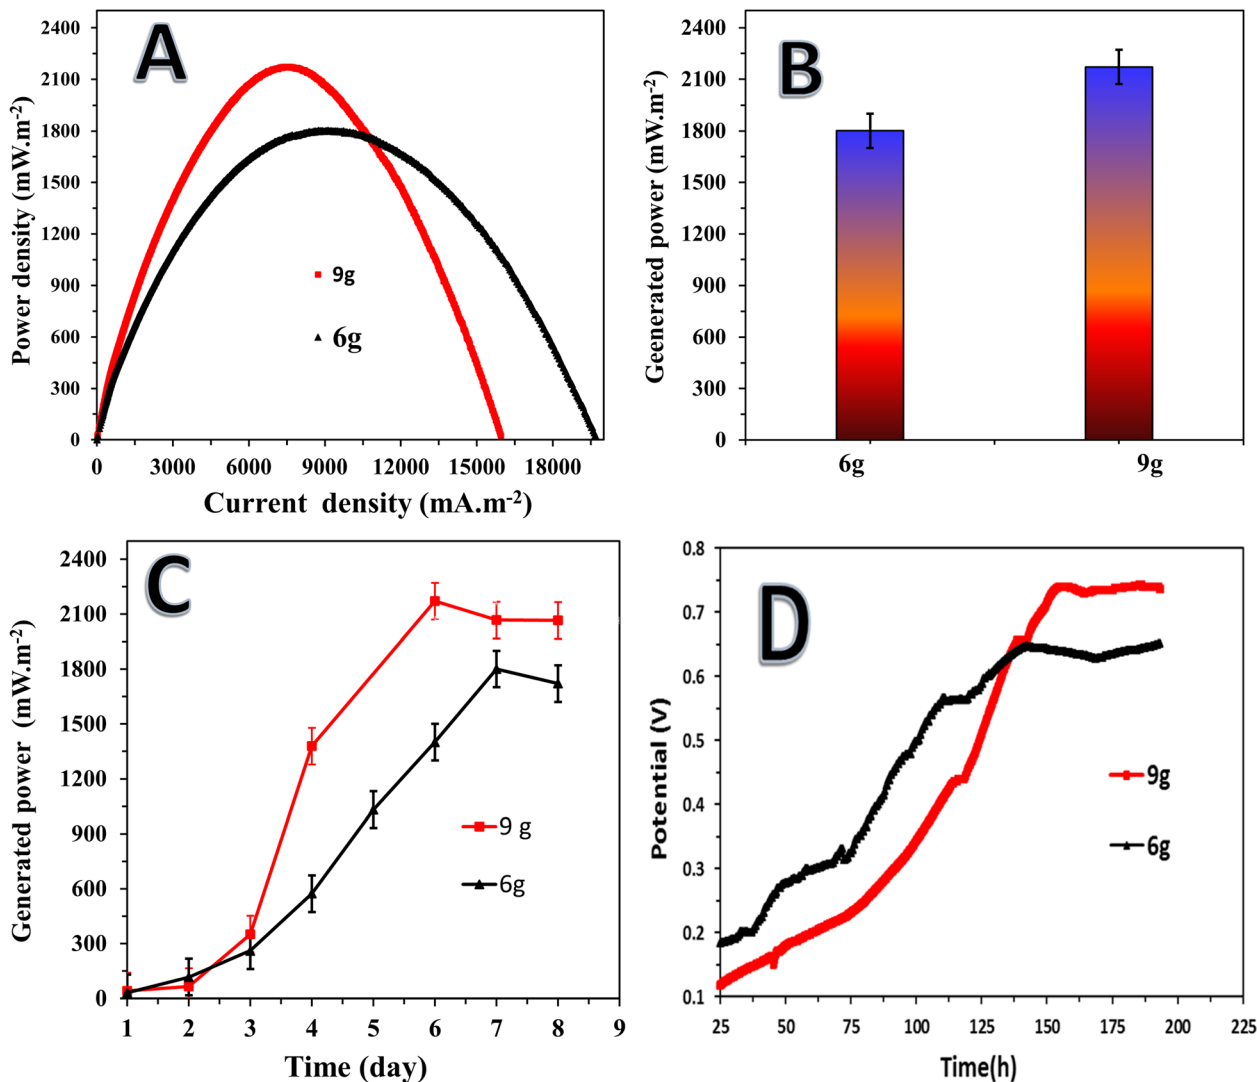 A
Power density (mW.m-2)
2400
2100
1800
1500
1200
900
600
300
0
9g
6g
0 3000 6000 9000 12000 15000 18000
Current density (mA.m-2)
B
Geenerated power (mW.m-2)
2400
2100
1800
1500
1200
900
600
300
0
6g 9g
C
Generated power (mW.m-2)
2400
2100
1800
1500
1200
900
600
300
0
9 g
6g
1 2 3 4 5 6 7 8 9
Time (day)
D
Potential (V)
0.8
0.7
0.6
0.5
0.4
0.3
0.2
0.1
9g
6g
25 50 75 100 125 150 175 200 225
Time(h)